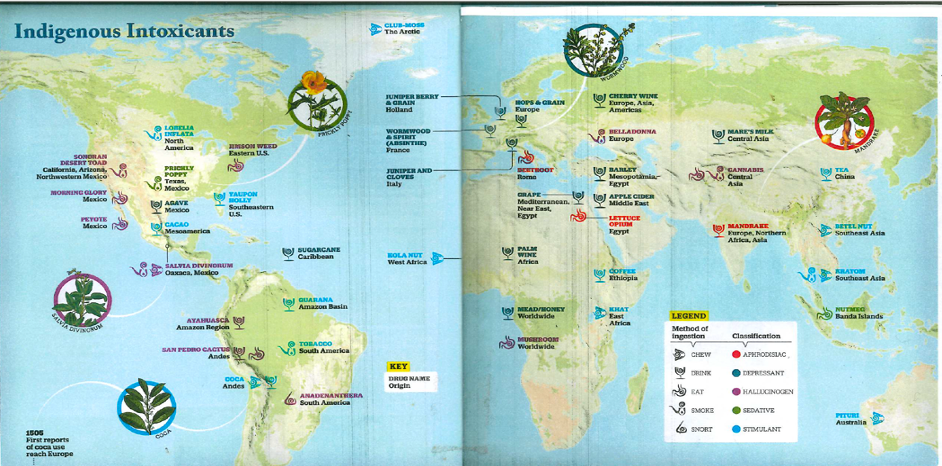 Indigenous Intoxicants
CLUB-MOSS
The Arctic
PRICKLY POPPY
LOBELIA
INFLATA
North
America
JIMSON WEED
Eastern U.S.
SONORAN
DESERT TOAD
California, Arizona,
Northwestern Mexico
PRICKLY
POPPY
Texas,
Mexico
MORNING GLORY
Mexico
AGAVE
Mexico
YAUPON
HOLLY
Southeastern
U.S.
PEYOTE
Mexico
CACAO
Mesoamerica
SUGARCANE
Caribbean
SALVIA DIVINORUM
Oaxaca, Mexico
SALVIA DIVINORUM
GUARANA
Amazon Basin
AYAHUASCA
Amazon Region
SAN PEDRO CACTUS
Andes
TOBACCO
South America
COCA
Andes
ANADENANTHERA
South America
COCA
1505
First reports
of coca use
reach Europe
KEY
DRUG NAME
Origin
WORMWOOD
JUNIPER BERRY
& GRAIN
Holland
HOPS & GRAIN
Europe
CHERRY WINE
Europe, Asia,
Americas
WORMWOOD
& SPIRIT
(ABSINTHE)
France
BELLADONNA
Europe
MARE'S MILK
Central Asia
MANDRAKE
JUNIPER AND
CLOVES
Italy
BEETROOT
Rome
BARLEY
Mesopotamia,
Egypt
CANNABIS
Central
Asia
TEA
China
GRAPE
Mediterranean,
Near East,
Egypt
APPLE CIDER
Middle East
LETTUCE
OPIUM
Egypt
MANDRAKE
Europe, Northern
Africa, Asia
BETEL NUT
Southeast Asia
KOLA NUT
West Africa
PALM
WINE
Africa
COFFEE
Ethiopia
KRATOM
Southeast Asia
MEAD/HONEY
Worldwide
KHAT
East
Africa
NUTMEG
Banda Islands
MUSHROOM
Worldwide
LEGEND
Method of
ingestion
Classification
CHEW
APHRODISIAC
DRINK
DEPRESSANT
EAT
HALLUCINOGEN
SMOKE
SEDATIVE
SNORT
STIMULANT
PITURI
Australia